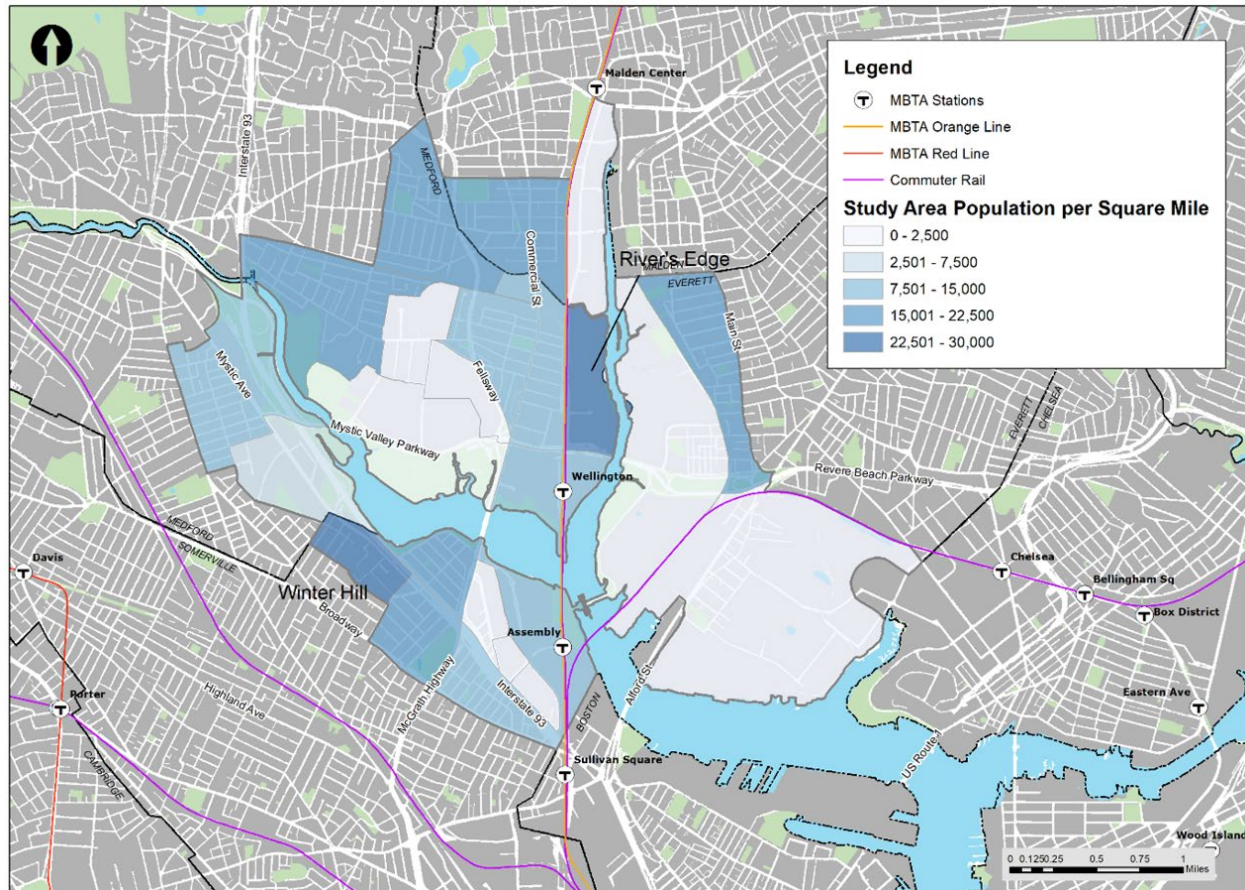 Legend
MBTA Stations
MBTA Orange Line
MBTA Red Line
Commuter Rail
Study Area Population per Square Mile
0 - 2,500
2,501 - 7,500
7,501 - 15,000
15,001 - 22,500
22,501 - 30,000
Malden Center
Interstate 93
MEDFORD
Commercial St
River's Edge
MALDEN
EVERETT
Main St
Mystic Ave
Fellsway
Mystic Valley Parkway
EVERETT
CHELSEA
Revere Beach Parkway
Wellington
MEDFORD
SOMERVILLE
Davis
Chelsea
Bellingham Sq
Box District
Winter Hill
Broadway
Assembly
McGrath Highway
Interstate 93
Alford St
BOSTON
Highland Ave
Porter
Eastern Ave
US Route 1
CAMBRIDGE
Sullivan Square
Wood Island
0 0.125 0.25 0.5 0.75 1
Miles